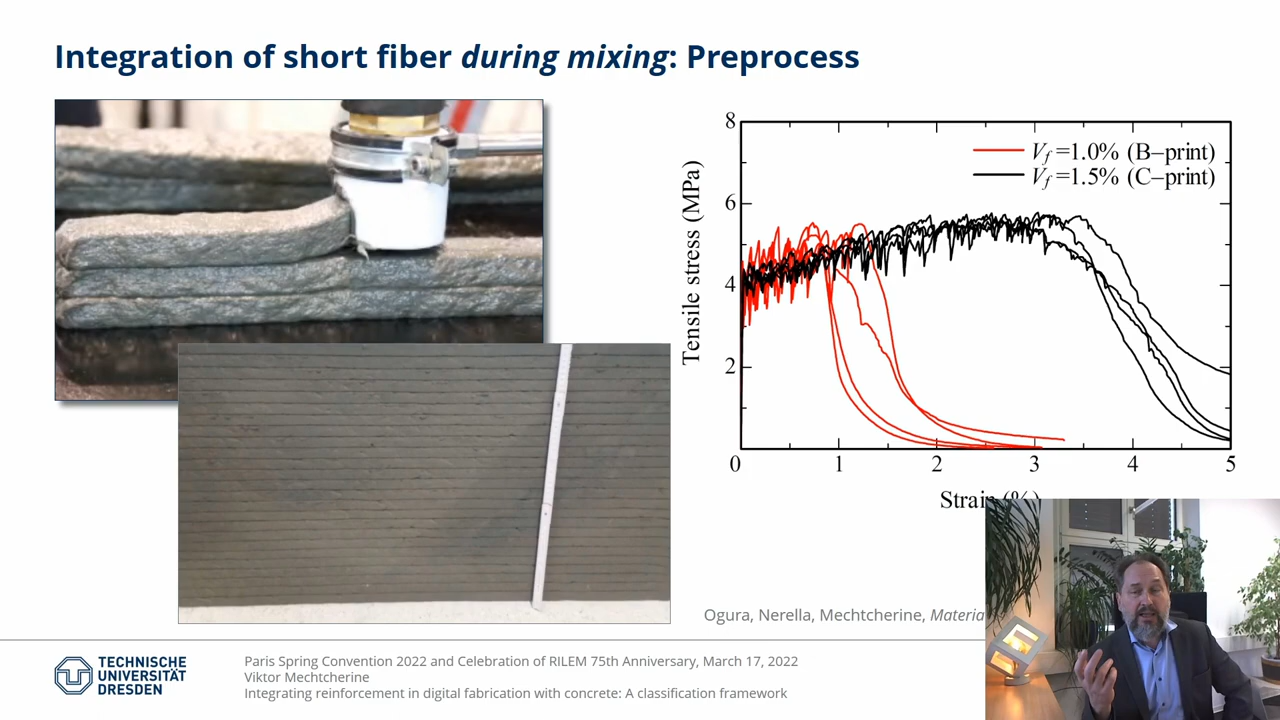 Integration of short fiber during mixing: Preprocess
8
6
4
2
0
1
2
3
4
5
Tensile stress (MPa)
Vf =1.0% (B–print)
Vf =1.5% (C–print)
Strain (%)
Ogura, Nerella, Mechtcherine,
TECHNISCHE
UNIVERSITÄT
DRESDEN
Paris Spring Convention 2022 and Celebration of RILEM 75th Anniversary, March 17, 2022
Viktor Mechtcherine
Integrating reinforcement in digital fabrication with concrete: A classification framework